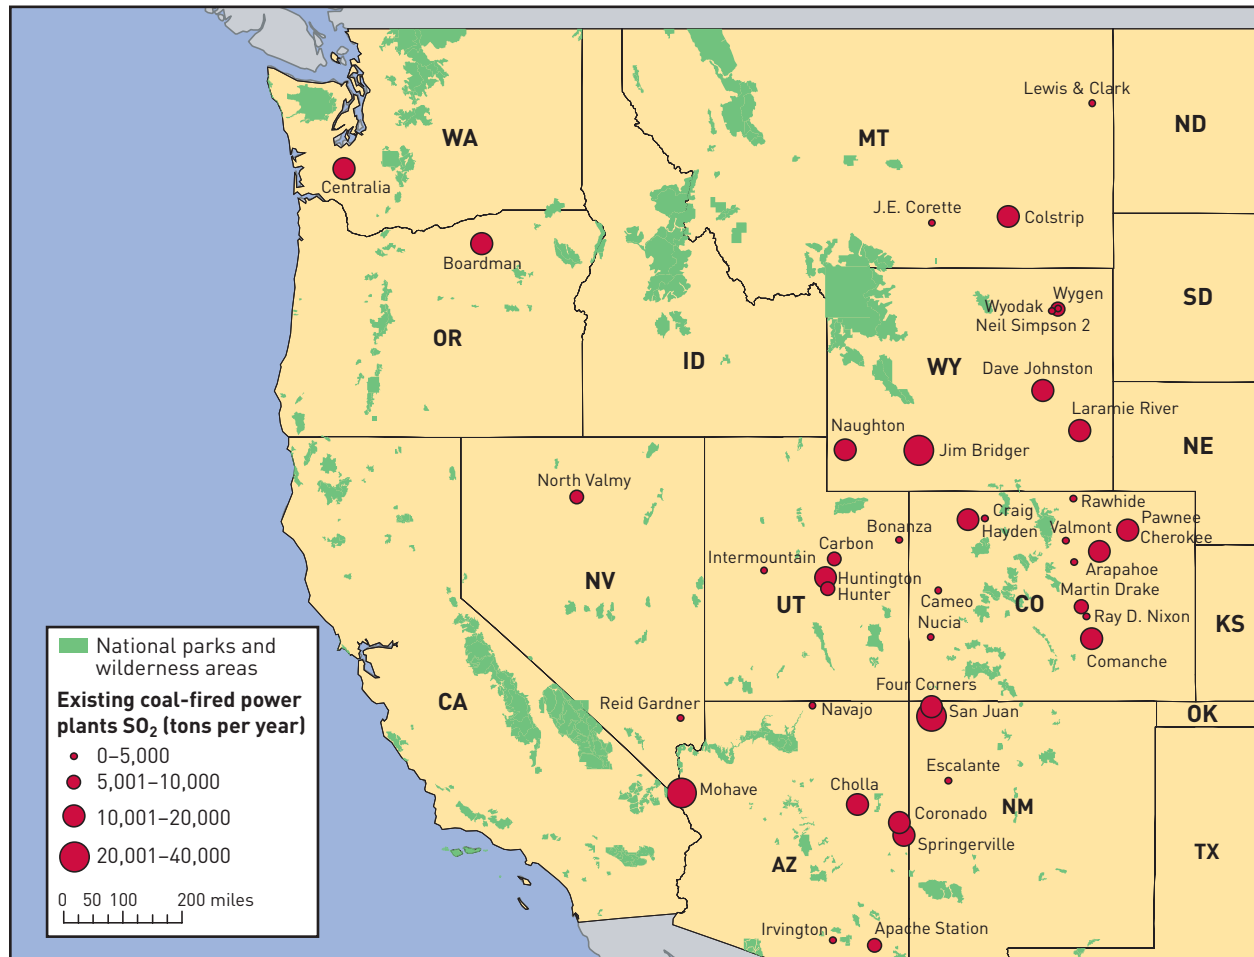 Lewis & Clark
ND
WA
MT
Centralia
J.E. Corette
Colstrip
Boardman
Wygen
SD
Wyodak
Neil Simpson 2
OR
ID
WY
Dave Johnston
Laramie River
Naughton
NE
Jim Bridger
North Valmy
Rawhide
Craig
Pawnee
Bonanza
Hayden
Valmont
Cherokee
Carbon
Intermountain
Arapahoe
NV
Huntington
Martin Drake
Hunter
UT
Cameo
CO
Ray D. Nixon
Nucia
KS
Comanche
National parks and
wilderness areas
Existing coal-fired power
plants SO₂ (tons per year)
0–5,000
5,001–10,000
10,001–20,000
20,001–40,000
0 50 100 200 miles
CA
Four Corners
Reid Gardner
Navajo
San Juan
OK
Escalante
Mohave
Cholla
NM
Coronado
Springerville
TX
AZ
Irvington
Apache Station